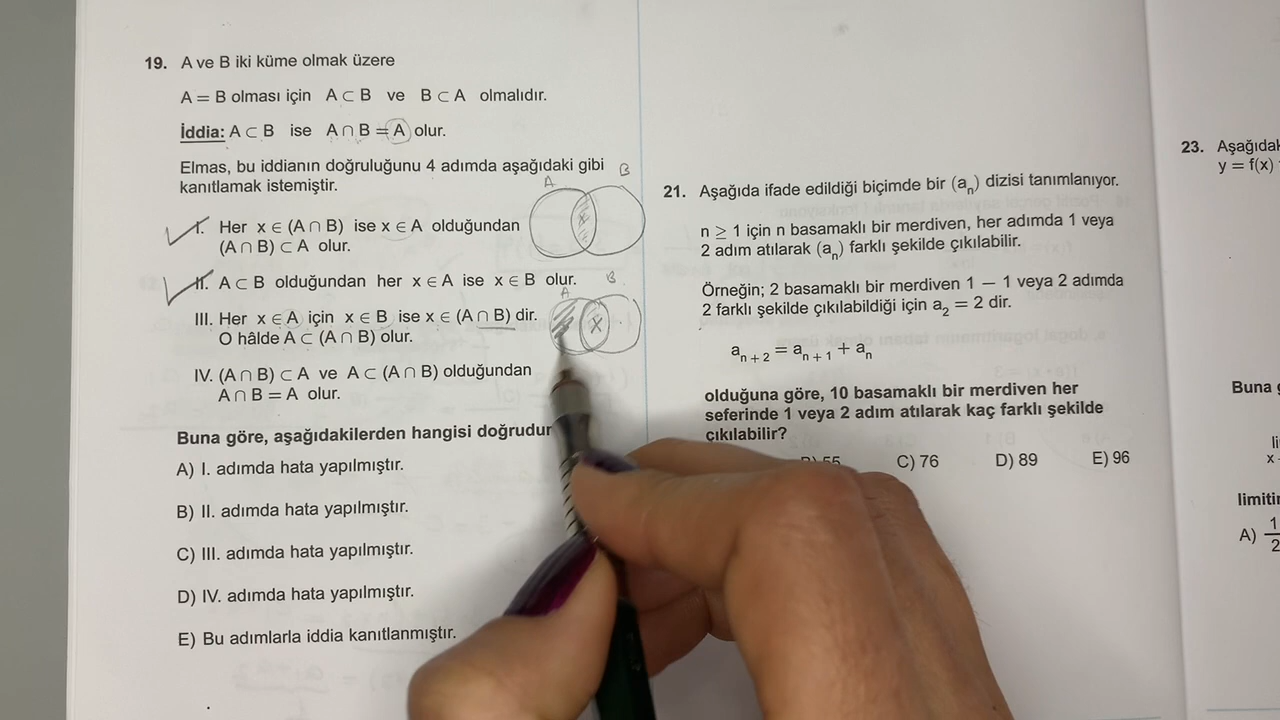 19. A ve B iki küme olmak üzere
A = B olması için A ⊂ B ve B ⊂ A olmalıdır.
İddia: A ⊂ B ise A ∩ B = A olur.
Elmas, bu iddianın doğruluğunu 4 adımda aşağıdaki gibi
kanıtlamak istemiştir.
A B
I. Her x ∈ (A ∩ B) ise x ∈ A olduğundan
(A ∩ B) ⊂ A olur.
x
II. A ⊂ B olduğundan her x ∈ A ise x ∈ B olur.
A B
III. Her x ∈ A için x ∈ B ise x ∈ (A ∩ B) dir.
O hâlde A ⊂ (A ∩ B) olur.
x
IV. (A ∩ B) ⊂ A ve A ⊂ (A ∩ B) olduğundan
A ∩ B = A olur.
Buna göre, aşağıdakilerden hangisi doğrudur
A) I. adımda hata yapılmıştır.
B) II. adımda hata yapılmıştır.
C) III. adımda hata yapılmıştır.
D) IV. adımda hata yapılmıştır.
E) Bu adımlarla iddia kanıtlanmıştır.
21. Aşağıda ifade edildiği biçimde bir (aₙ) dizisi tanımlanıyor.
n ≥ 1 için n basamaklı bir merdiven, her adımda 1 veya
2 adım atılarak (aₙ) farklı şekilde çıkılabilir.
Örneğin; 2 basamaklı bir merdiven 1 – 1 veya 2 adımda
2 farklı şekilde çıkılabildiği için a₂ = 2 dir.
aₙ₊₂ = aₙ₊₁ + aₙ
olduğuna göre, 10 basamaklı bir merdiven her
seferinde 1 veya 2 adım atılarak kaç farklı şekilde
çıkılabilir?
B) 55 C) 76 D) 89 E) 96
23.
y = f(x)
Buna
x
A) 1/2